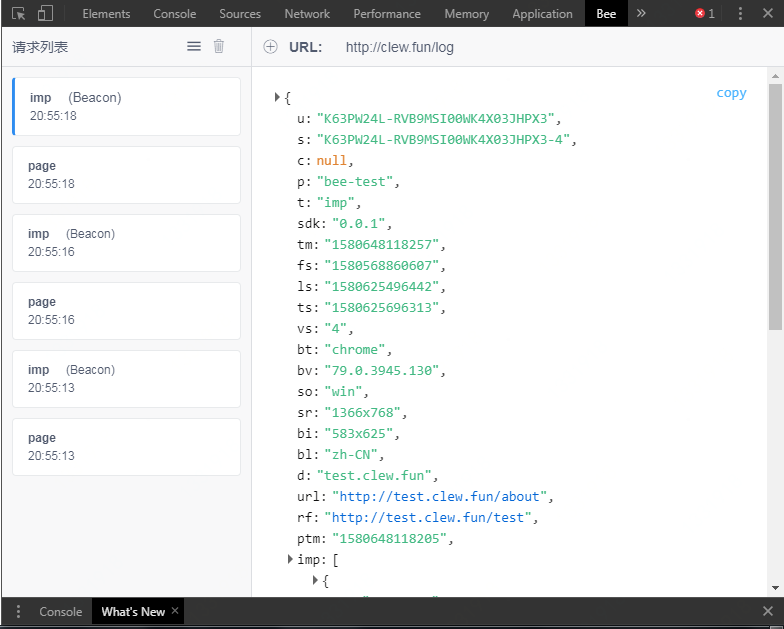 Elements Console Sources Network Performance Memory Application Bee » 1
请求列表
URL: http://clew.fun/log
imp (Beacon)
20:55:18
page
20:55:18
imp (Beacon)
20:55:16
page
20:55:16
imp (Beacon)
20:55:13
page
20:55:13
copy
{
u: "K63PW24L-RVB9MSI00WK4X03JHPX3",
s: "K63PW24L-RVB9MSI00WK4X03JHPX3-4",
c: null,
p: "bee-test",
t: "imp",
sdk: "0.0.1",
tm: "1580648118257",
fs: "1580568860607",
ls: "1580625496442",
ts: "1580625696313",
vs: "4",
bt: "chrome",
bv: "79.0.3945.130",
so: "win",
sr: "1366x768",
bi: "583x625",
bl: "zh-CN",
d: "test.clew.fun",
url: "http://test.clew.fun/about",
rf: "http://test.clew.fun/test",
ptm: "1580648118205",
imp: [
{
Console What's New ×